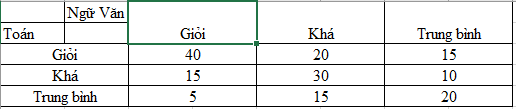 Ngữ Văn
Toán Giỏi Khá Trung bình
Giỏi 40 20 15
Khá 15 30 10
Trung bình 5 15 20